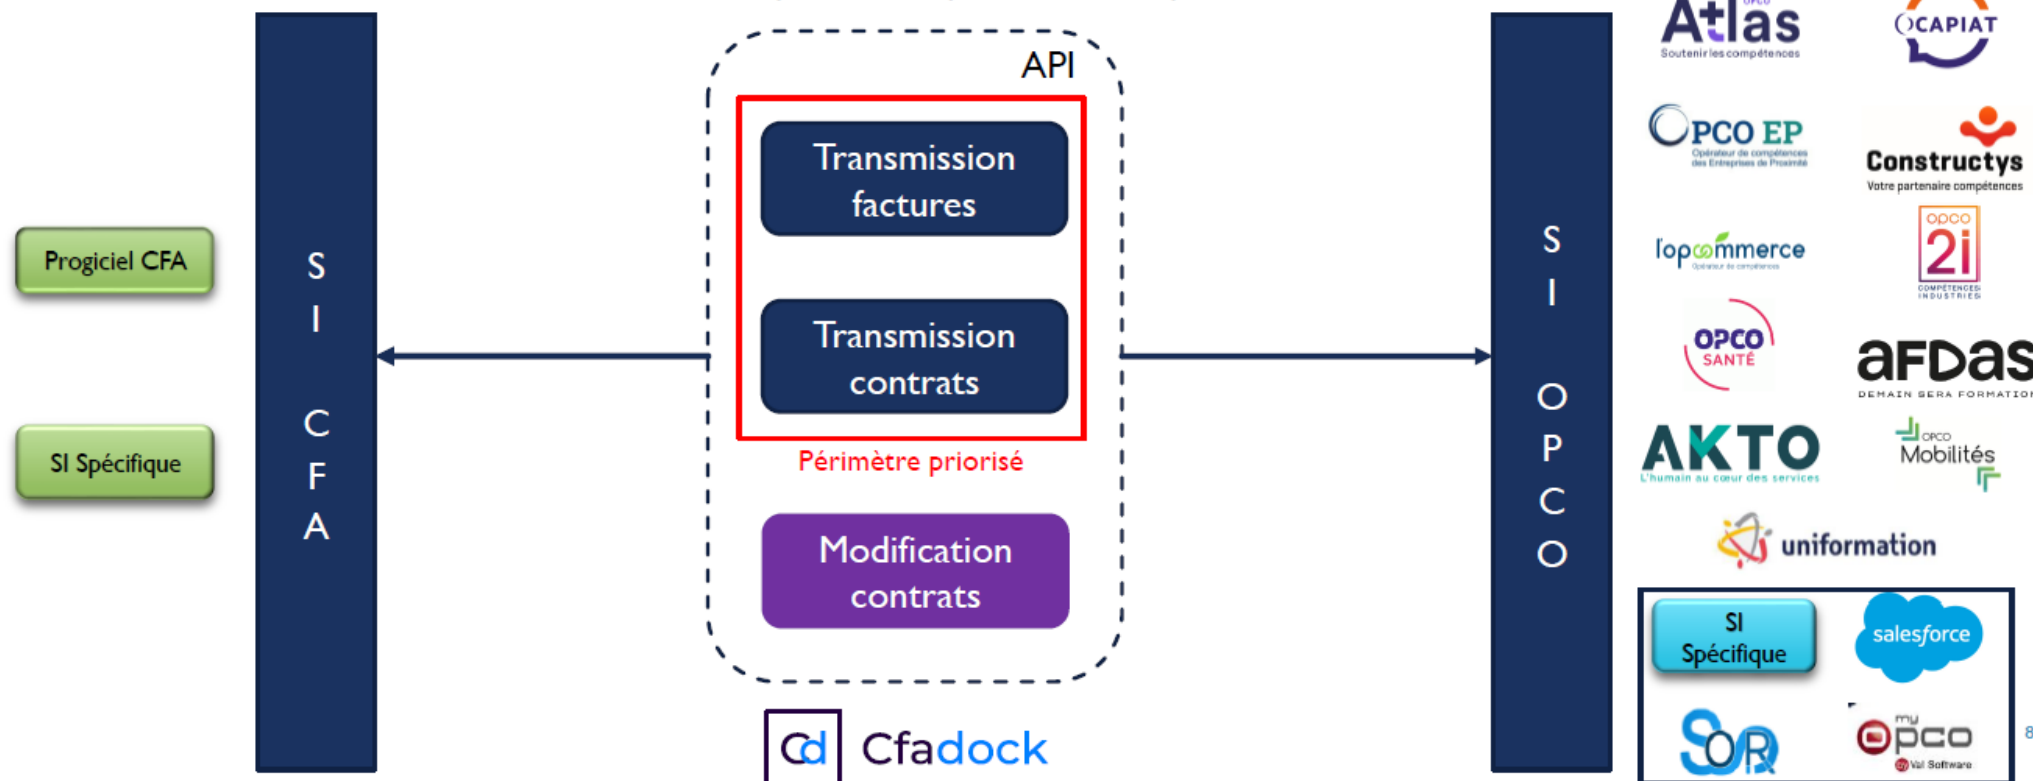 API
Transmission
factures
Transmission
contrats
Périmètre priorisé
Modification
contrats
Cd Cfadock
Progiciel CFA
SI Spécifique
S
I
C
F
A
S
I
O
P
C
O
OPCO
Atlas
Soutenir les compétences
OCAPIAT
OPCO EP
Opérateur de compétences
des Entreprises de Proximité
Constructys
Votre partenaire compétences
l'opcommerce
Opérateur de compétences
opco
2i
COMPÉTENCES
INDUSTRIES
OPCO
SANTÉ
aFDas
DEMAIN SERA FORMATION
AKTO
L'humain au cœur des services
OPCO
Mobilités
uniformation
SI
Spécifique
salesforce
SOR
my
Opco
by Val Software
8